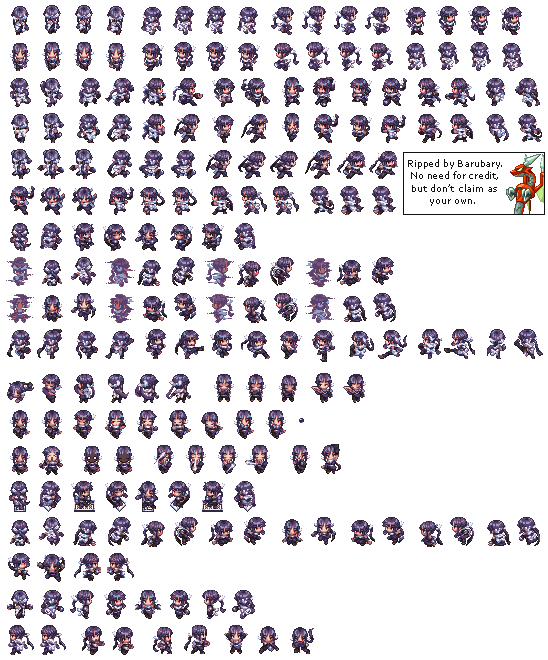 Ripped by Barubary.
No need for credit,
but don't claim as
your own.